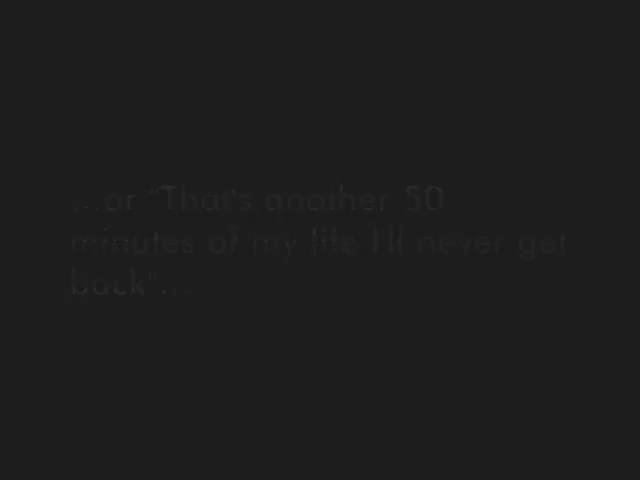 ...or "That's another 50
minutes of my life I'll never get
back"...